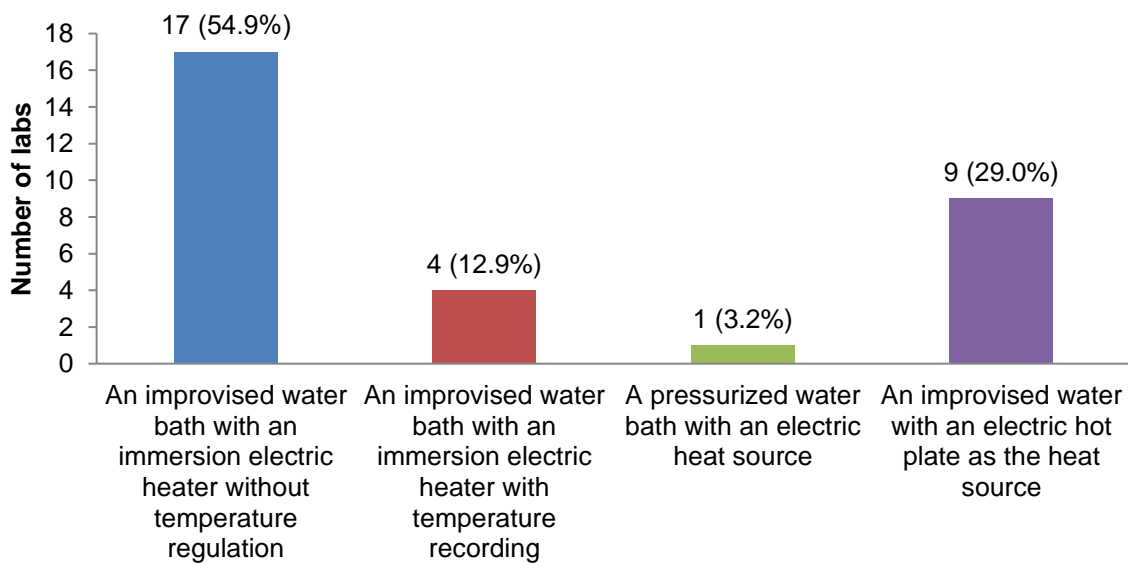 17 (54.9%)
18
16
14
12
10
8
6
4
2
0
Number of labs
4 (12.9%)
1 (3.2%)
9 (29.0%)
An improvised water
bath with an
immersion electric
heater without
temperature
regulation
An improvised water
bath with an
immersion electric
heater with
temperature
recording
A pressurized water
bath with an electric
heat source
An improvised water
with an electric hot
plate as the heat
source